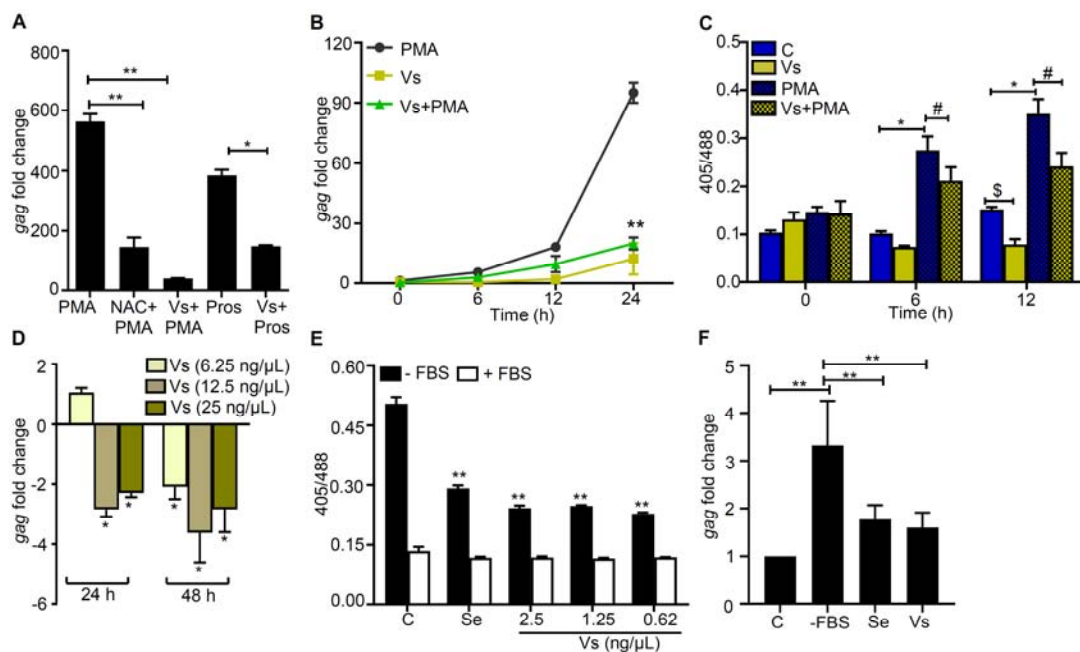 A
gag fold change
800
600
400
200
0
**
**
*
PMA
NAC+
PMA
Vs+
PMA
Pros
Vs+
Pros
B
gag fold change
120
90
60
30
0
PMA
Vs
Vs+PMA
**
0
6
12
24
Time (h)
C
405/488
0.5
0.4
0.3
0.2
0.1
0.0
C
Vs
PMA
Vs+PMA
*
#
$
*
#
0
6
12
Time (h)
D
gag fold change
2
0
-2
-4
-6
Vs (6.25 ng/µL)
Vs (12.5 ng/µL)
Vs (25 ng/µL)
*
*
*
*
*
24 h
48 h
E
405/488
0.60
0.45
0.30
0.15
0.00
- FBS
+ FBS
**
**
**
**
C
Se
2.5
1.25
0.62
Vs (ng/µL)
F
gag fold change
5
4
3
2
1
0
**
**
**
C
-FBS
Se
Vs